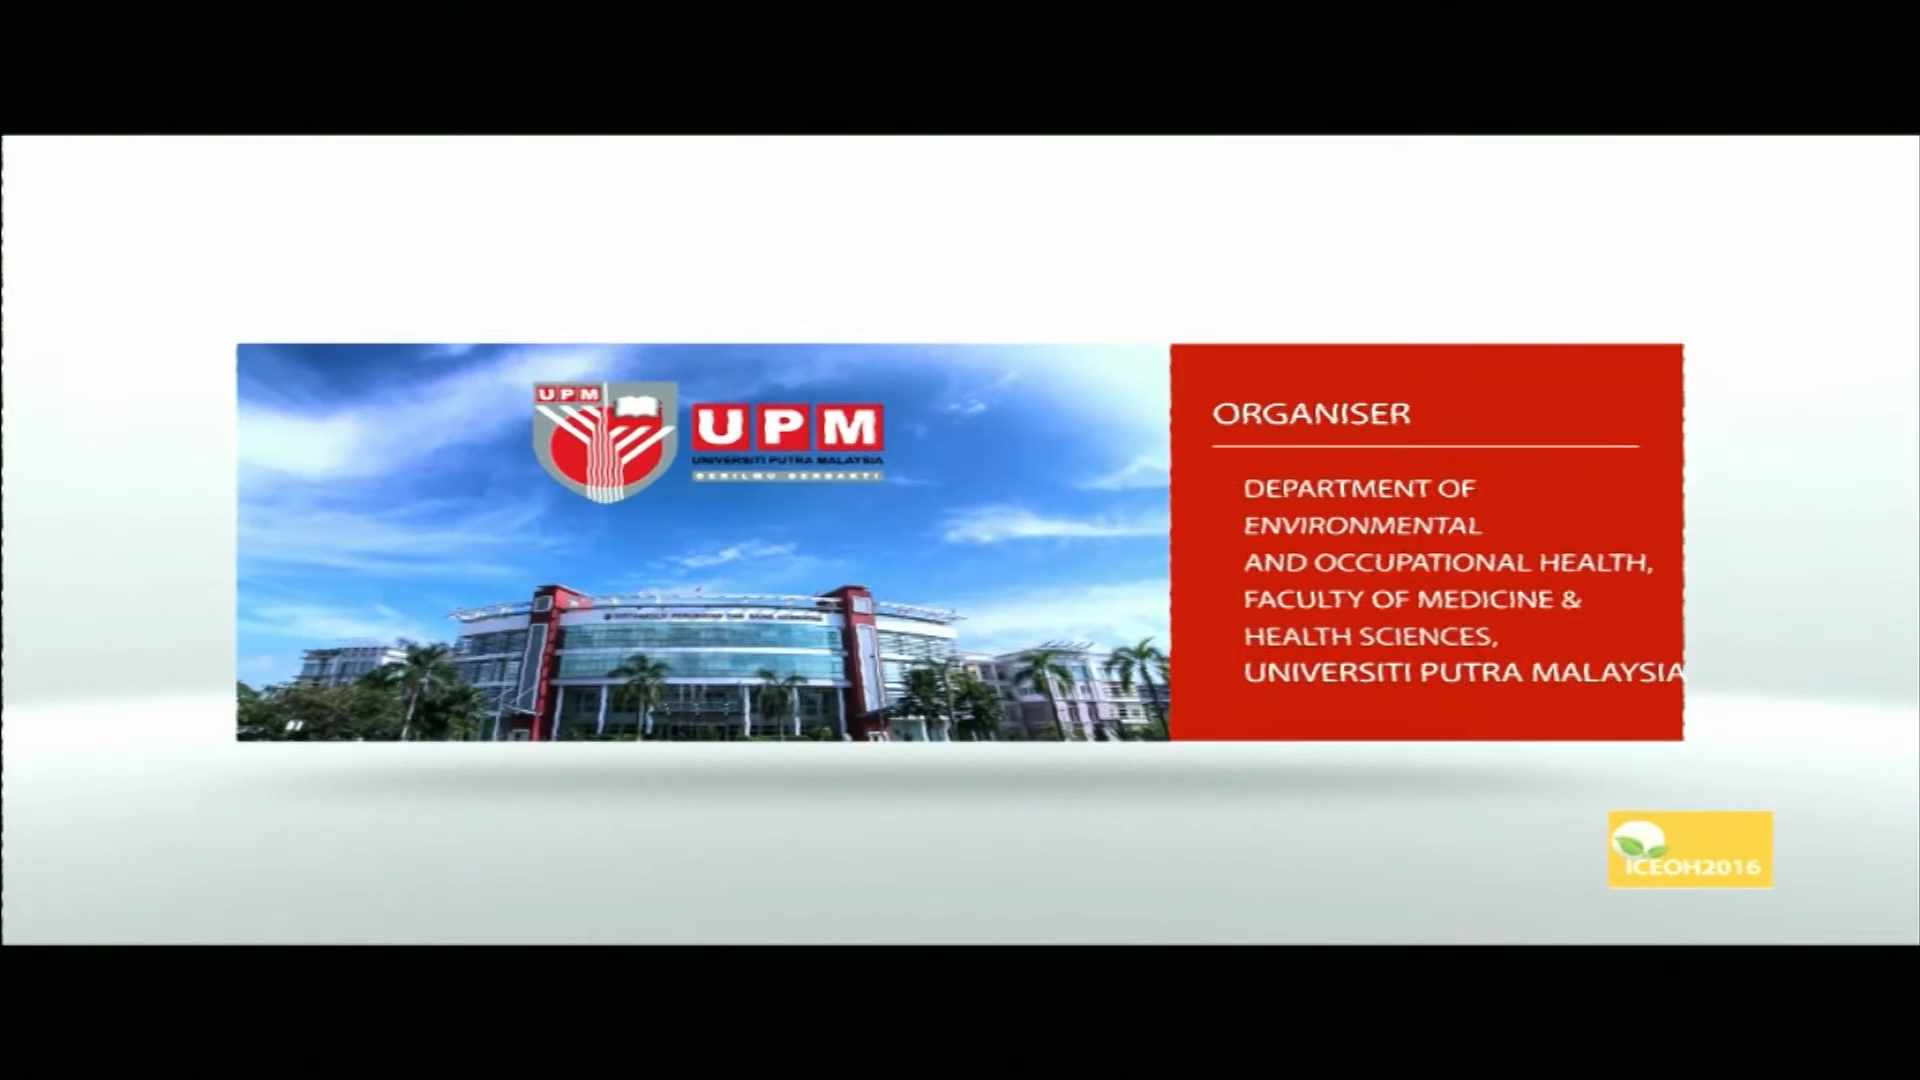 UPM
UPM
UNIVERSITI PUTRA MALAYSIA
BERILMU BERBAKTI
ORGANISER
DEPARTMENT OF
ENVIRONMENTAL
AND OCCUPATIONAL HEALTH,
FACULTY OF MEDICINE &
HEALTH SCIENCES,
UNIVERSITI PUTRA MALAYSIA
ICEOH2016